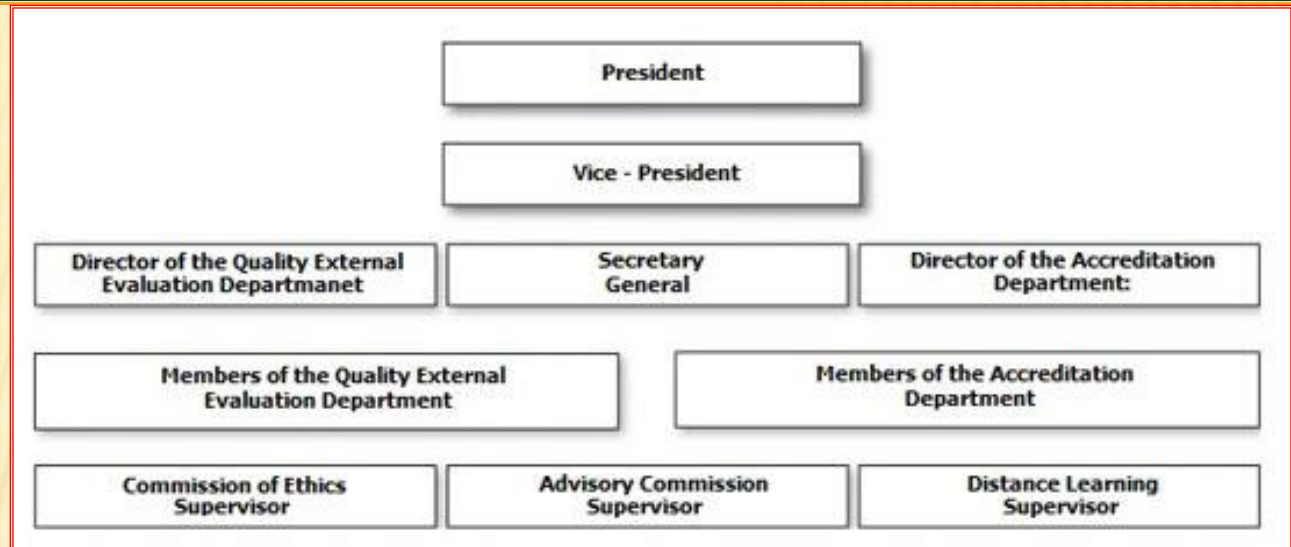 President
Vice - President
Director of the Quality External
Evaluation Departmanet
Secretary
General
Director of the Accreditation
Department:
Members of the Quality External
Evaluation Department
Members of the Accreditation
Department
Commission of Ethics
Supervisor
Advisory Commission
Supervisor
Distance Learning
Supervisor